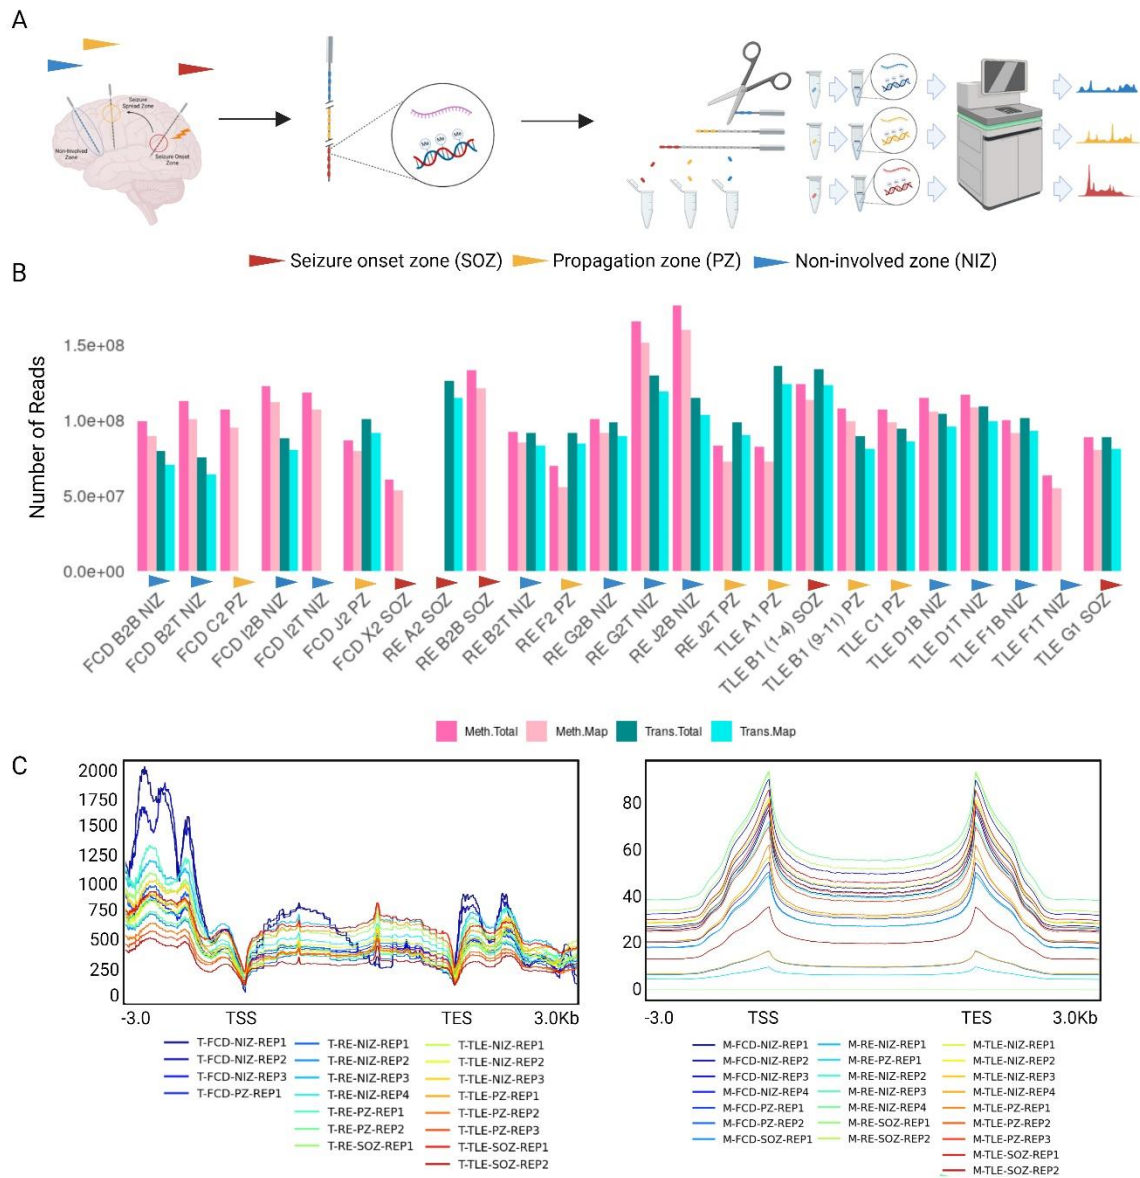 A
Seizure
Spread Zone
Non-Involved
Zone
Seizure Onset
Zone
Me
Me
Me
Seizure onset zone (SOZ)
Propagation zone (PZ)
Non-involved zone (NIZ)
B
Number of Reads
1.5e+08
1.0e+08
5.0e+07
0.0e+00
FCD B2B NIZ
FCD B2T NIZ
FCD C2 PZ
FCD I2B NIZ
FCD I2T NIZ
FCD J2 PZ
FCD X2 SOZ
RE A2 SOZ
RE B2B SOZ
RE B2T NIZ
RE F2 PZ
RE G2B NIZ
RE G2T NIZ
RE J2B NIZ
RE J2T PZ
TLE A1 PZ
TLE B1 (1-4) SOZ
TLE B1 (9-11) PZ
TLE C1 PZ
TLE D1B NIZ
TLE D1T NIZ
TLE F1B NIZ
TLE F1T NIZ
TLE G1 SOZ
Meth.Total
Meth.Map
Trans.Total
Trans.Map
C
2000
1750
1500
1250
1000
750
500
250
0
-3.0
TSS
TES
3.0Kb
T-FCD-NIZ-REP1
T-FCD-NIZ-REP2
T-FCD-NIZ-REP3
T-FCD-PZ-REP1
T-RE-NIZ-REP1
T-RE-NIZ-REP2
T-RE-NIZ-REP3
T-RE-NIZ-REP4
T-RE-PZ-REP1
T-RE-PZ-REP2
T-RE-SOZ-REP1
T-TLE-NIZ-REP1
T-TLE-NIZ-REP2
T-TLE-NIZ-REP3
T-TLE-PZ-REP1
T-TLE-PZ-REP2
T-TLE-PZ-REP3
T-TLE-SOZ-REP1
T-TLE-SOZ-REP2
80
60
40
20
0
-3.0
TSS
TES
3.0Kb
M-FCD-NIZ-REP1
M-FCD-NIZ-REP2
M-FCD-NIZ-REP3
M-FCD-NIZ-REP4
M-FCD-PZ-REP1
M-FCD-PZ-REP2
M-FCD-SOZ-REP1
M-RE-NIZ-REP1
M-RE-PZ-REP1
M-RE-NIZ-REP2
M-RE-NIZ-REP3
M-RE-NIZ-REP4
M-RE-SOZ-REP1
M-RE-SOZ-REP2
M-TLE-NIZ-REP1
M-TLE-NIZ-REP2
M-TLE-NIZ-REP3
M-TLE-NIZ-REP4
M-TLE-PZ-REP1
M-TLE-PZ-REP2
M-TLE-PZ-REP3
M-TLE-SOZ-REP1
M-TLE-SOZ-REP2